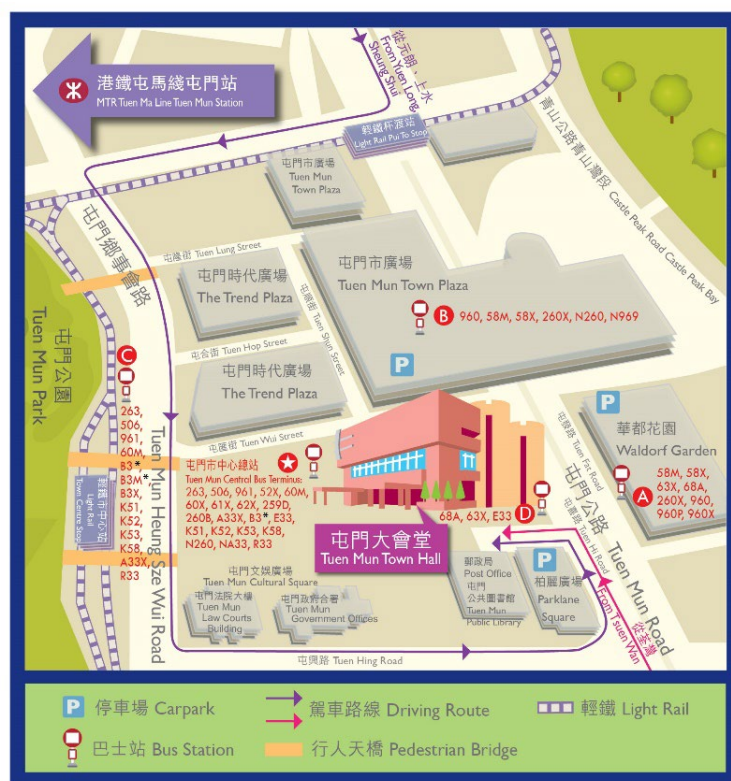 港鐵屯馬綫屯門站
MTR Tuen Ma Line Tuen Mun Station
從元朗、上水
From Yuen Long,
Sheung Shui
輕鐵杯渡站
Light Rail Pui To Stop
青山公路青山灣段 Castle Peak Road Castle Peak Bay
屯門市廣場
Tuen Mun
Town Plaza
屯門鄉事會路
屯隆街 Tuen Lung Street
屯門時代廣場
The Trend Plaza
屯順街 Tuen Shun Street
屯門市廣場
Tuen Mun Town Plaza
B 960, 58M, 58X, 260X, N260, N969
P
屯合街 Tuen Hop Street
屯門時代廣場
The Trend Plaza
屯門公園
Tuen Mun Park
C
263,
506,
961,
60M,
B3*,
B3M*,
B3X,
K51,
K52,
K53,
K58,
A33X,
R33
Tuen Mun Heung Sze Wui Road
輕鐵市中心站
Light Rail
Town Centre Stop
屯匯街 Tuen Wui Street
屯門市中心總站
Tuen Mun Central Bus Terminus:
263, 506, 961, 52X, 60M,
60X, 61X, 62X, 259D,
260B, A33X, B3*, E33,
K51, K52, K53, K58,
N260, NA33, R33
屯發路 Tuen Fat Road
P
華都花園
Waldorf Garden
A
58M, 58X,
63X, 68A,
260X, 960,
960P, 960X
68A, 63X, E33 D
屯門大會堂
Tuen Mun Town Hall
屯門公路 Tuen Mun Road
屯喜路 Tuen Hi Road
屯門文娛廣場
Tuen Mun Cultural Square
屯門法院大樓
Tuen Mun
Law Courts
Building
屯門政府合署
Tuen Mun
Government Offices
郵政局
Post Office
屯門
公共圖書館
Tuen Mun
Public Library
P
柏麗廣場
Parklane
Square
從荃灣
From Tsuen Wan
屯興路 Tuen Hing Road
P 停車場 Carpark
駕車路線 Driving Route
輕鐵 Light Rail
巴士站 Bus Station
行人天橋 Pedestrian Bridge